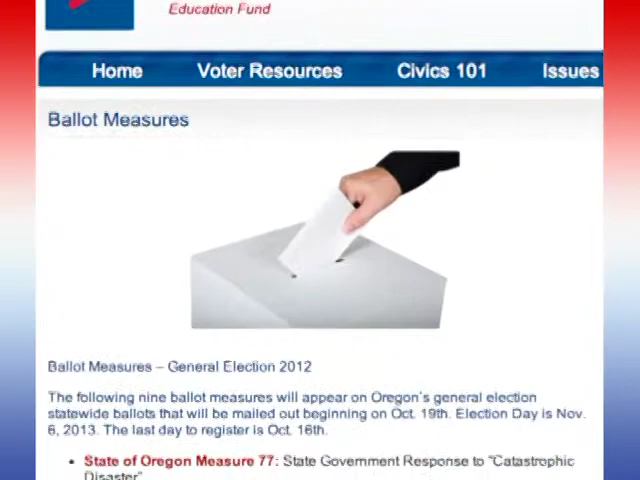 Education Fund
Home Voter Resources Civics 101 Issues
Ballot Measures
Ballot Measures – General Election 2012
The following nine ballot measures will appear on Oregon's general election
statewide ballots that will be mailed out beginning on Oct. 19th. Election Day is Nov.
6, 2013. The last day to register is Oct. 16th.
• State of Oregon Measure 77: State Government Response to "Catastrophic
Disaster"